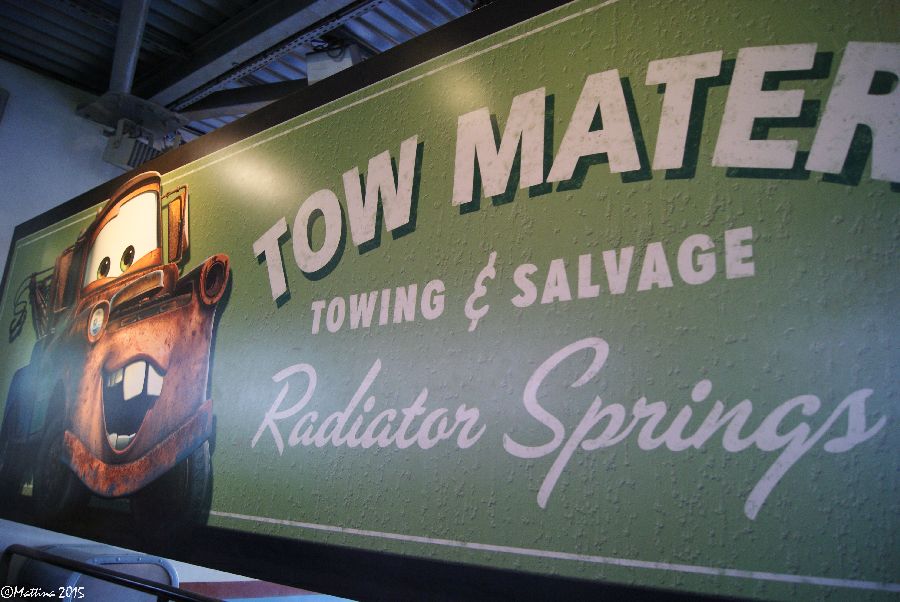 TOW MATER
TOWING & SALVAGE
Radiator Springs
©Mattina 2015